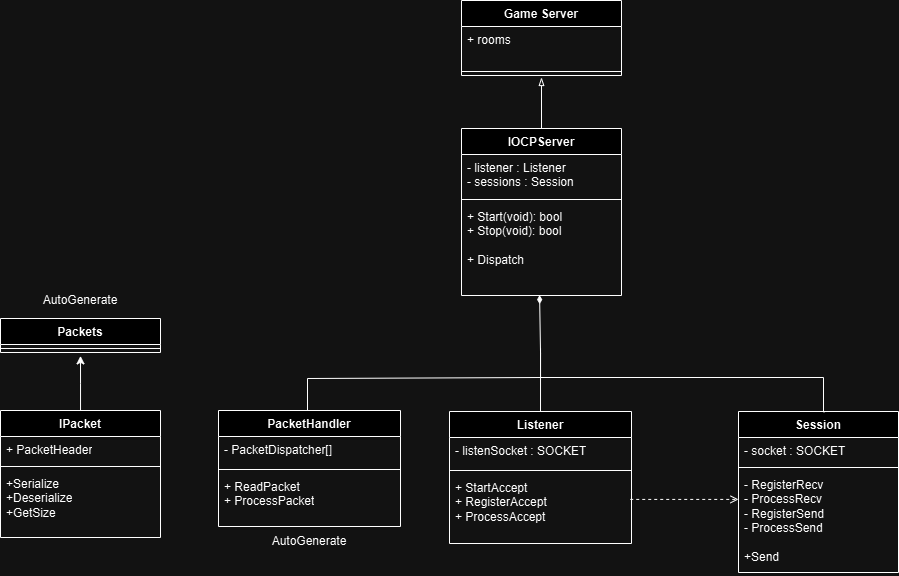 Game Server
+ rooms
IOCPServer
- listener : Listener
- sessions : Session
+ Start(void): bool
+ Stop(void): bool
+ Dispatch
AutoGenerate
Packets
IPacket
+ PacketHeader
+Serialize
+Deserialize
+GetSize
PacketHandler
- PacketDispatcher[]
+ ReadPacket
+ ProcessPacket
AutoGenerate
Listener
- listenSocket : SOCKET
+ StartAccept
+ RegisterAccept
+ ProcessAccept
Session
- socket : SOCKET
- RegisterRecv
- ProcessRecv
- RegisterSend
- ProcessSend
+Send